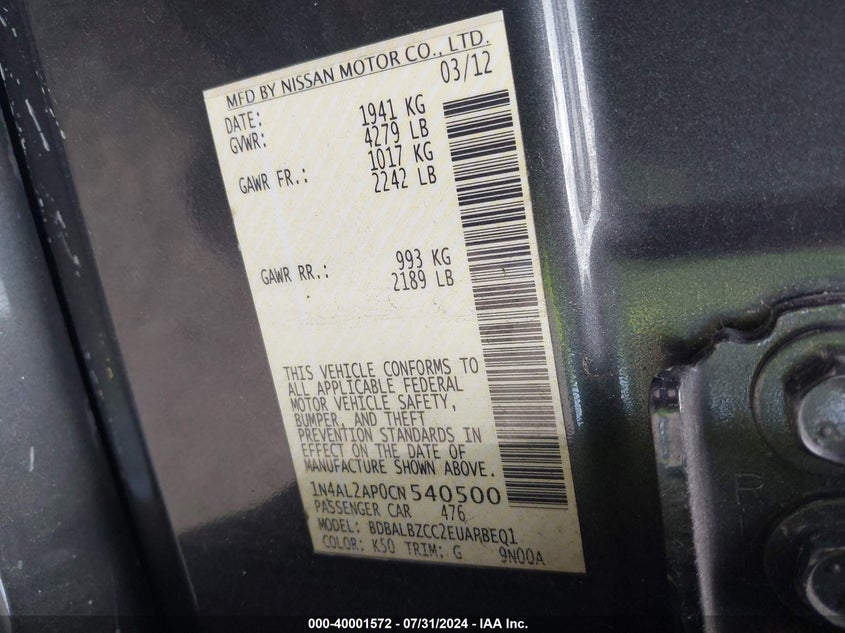 MFD BY NISSAN MOTOR CO., LTD.
DATE: 03/12
GVWR: 1941 KG
4279 LB
GAWR FR.: 1017 KG
2242 LB
GAWR RR.: 993 KG
2189 LB
THIS VEHICLE CONFORMS TO
ALL APPLICABLE FEDERAL
MOTOR VEHICLE SAFETY,
BUMPER, AND THEFT
PREVENTION STANDARDS IN
EFFECT ON THE DATE OF
MANUFACTURE SHOWN ABOVE.
1N4AL2AP0CN540500
PASSENGER CAR 476
MODEL: BDBALBZCC2EUAPBEQ1
COLOR: K50 TRIM: G 9N00A
000-40001572 - 07/31/2024 - IAA Inc.